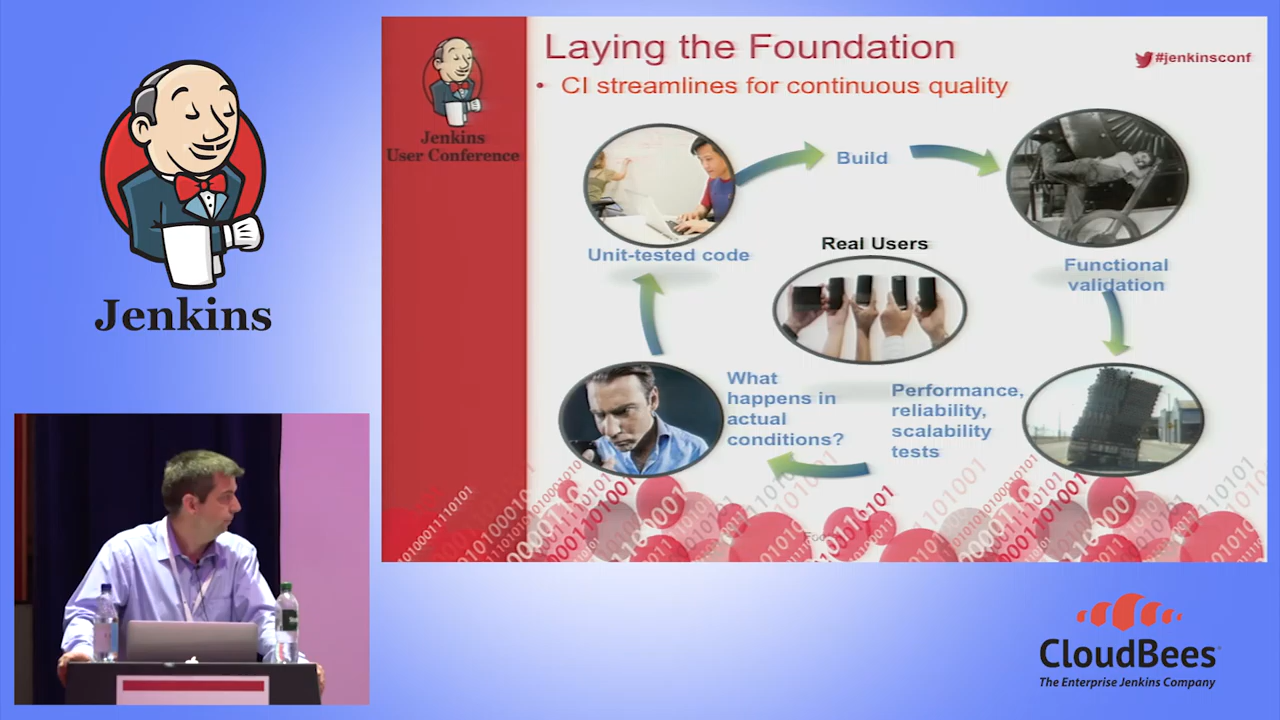 Jenkins
Laying the Foundation
#jenkinsconf
• CI streamlines for continuous quality
Jenkins
User Conference
Build
Unit-tested code
Real Users
Functional
validation
What
happens in
actual
conditions?
Performance,
reliability,
scalability
tests
CloudBees
The Enterprise Jenkins Company